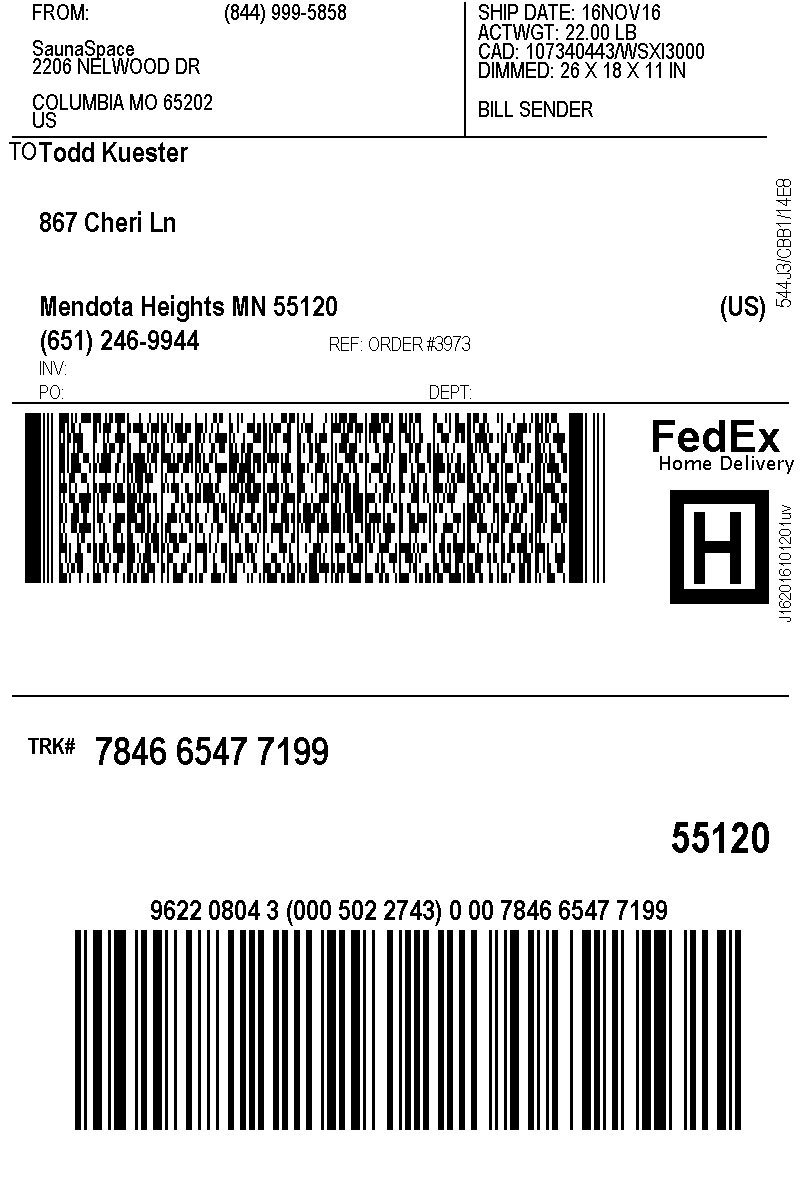 FROM: (844) 999-5858
SaunaSpace
2206 NELWOOD DR
COLUMBIA MO 65202
US
SHIP DATE: 16NOV16
ACTWGT: 22.00 LB
CAD: 107340443/WSXI3000
DIMMED: 26 X 18 X 11 IN
BILL SENDER
TO Todd Kuester
867 Cheri Ln
Mendota Heights MN 55120 (US)
(651) 246-9944 REF: ORDER #3973
INV:
PO: DEPT:
544J3/CBB1/14E8
FedEx
Home Delivery
H
J162016101201uv
TRK# 7846 6547 7199
55120
9622 0804 3 (000 502 2743) 0 00 7846 6547 7199